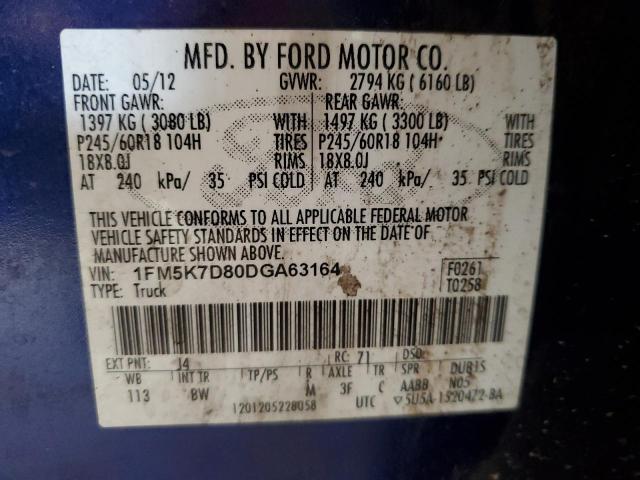 MFD. BY FORD MOTOR CO.
DATE: 05/12 GVWR: 2794 KG ( 6160 LB)
FRONT GAWR: REAR GAWR:
1397 KG ( 3080 LB) WITH 1497 KG ( 3300 LB) WITH
P245/60R18 104H TIRES P245/60R18 104H TIRES
18X8.0J RIMS 18X8.0J RIMS
AT 240 kPa/ 35 PSI COLD AT 240 kPa/ 35 PSI COLD
THIS VEHICLE CONFORMS TO ALL APPLICABLE FEDERAL MOTOR
VEHICLE SAFETY STANDARDS IN EFFECT ON THE DATE OF
MANUFACTURE SHOWN ABOVE.
VIN: 1FM5K7D80DGA63164 F0261
TYPE: Truck T0258
EXT PNT: J4 RC: 71 DSO:
WB INT TR TP/PS R AXLE TR SPR
113 BW M 3F C AABB N05
1201205228058 UTC ▽5U5A-1520472-BA